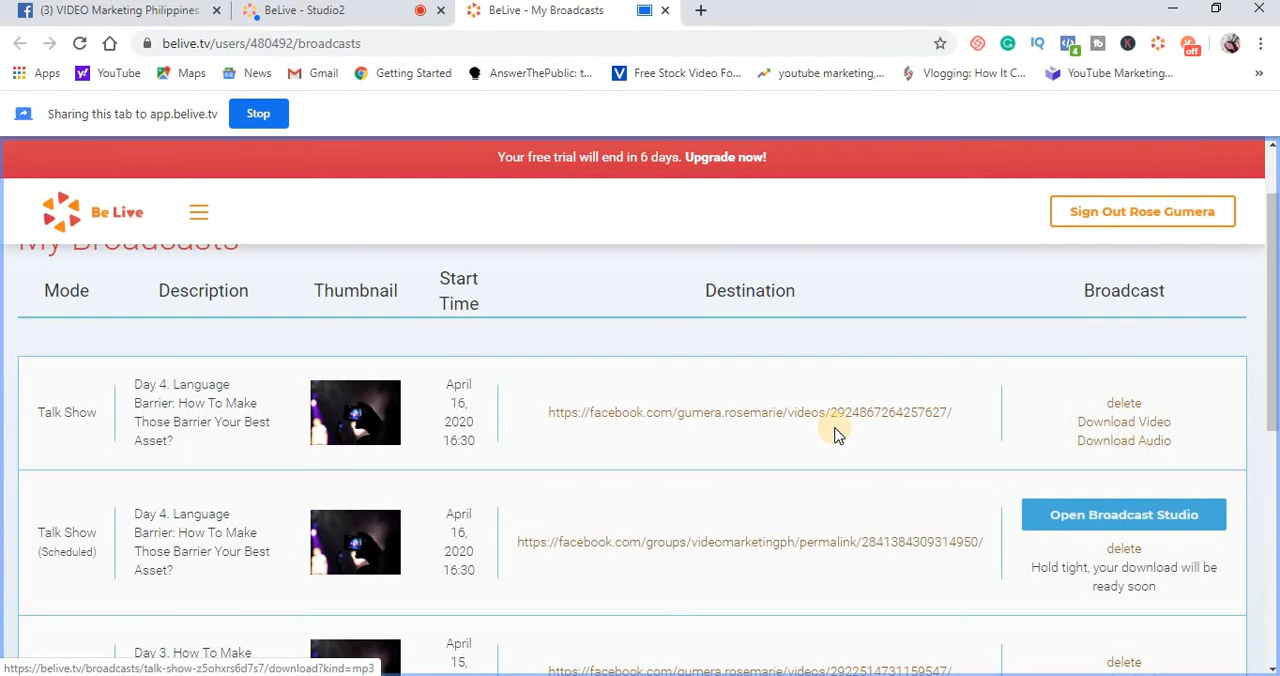 (3) VIDEO Marketing Philippines
BeLive - Studio2
BeLive - My Broadcasts
belive.tv/users/480492/broadcasts
Apps
YouTube
Maps
News
Gmail
Getting Started
AnswerThePublic: t...
Free Stock Video Fo...
youtube marketing,...
Vlogging: How It C...
YouTube Marketing...
Sharing this tab to app.belive.tv
Stop
Your free trial will end in 6 days. Upgrade now!
Be Live
Sign Out Rose Gumera
My Broadcasts
Mode
Description
Thumbnail
Start
Time
Destination
Broadcast
Talk Show
Day 4. Language
Barrier: How To Make
Those Barrier Your Best
Asset?
April
16,
2020
16:30
https://facebook.com/gumera.rosemarie/videos/2924867264257627/
delete
Download Video
Download Audio
Talk Show
(Scheduled)
Day 4. Language
Barrier: How To Make
Those Barrier Your Best
Asset?
April
16,
2020
16:30
https://facebook.com/groups/videomarketingph/permalink/2841384309314950/
Open Broadcast Studio
delete
Hold tight, your download will be
ready soon
Day 3. How To Make
April
15,
https://facebook.com/gumera.rosemarie/videos/2922514731159547/
delete
https://belive.tv/broadcasts/talk-show-z5ohxrs6d7s7/download?kind=mp3
IQ
4
tb
K
off